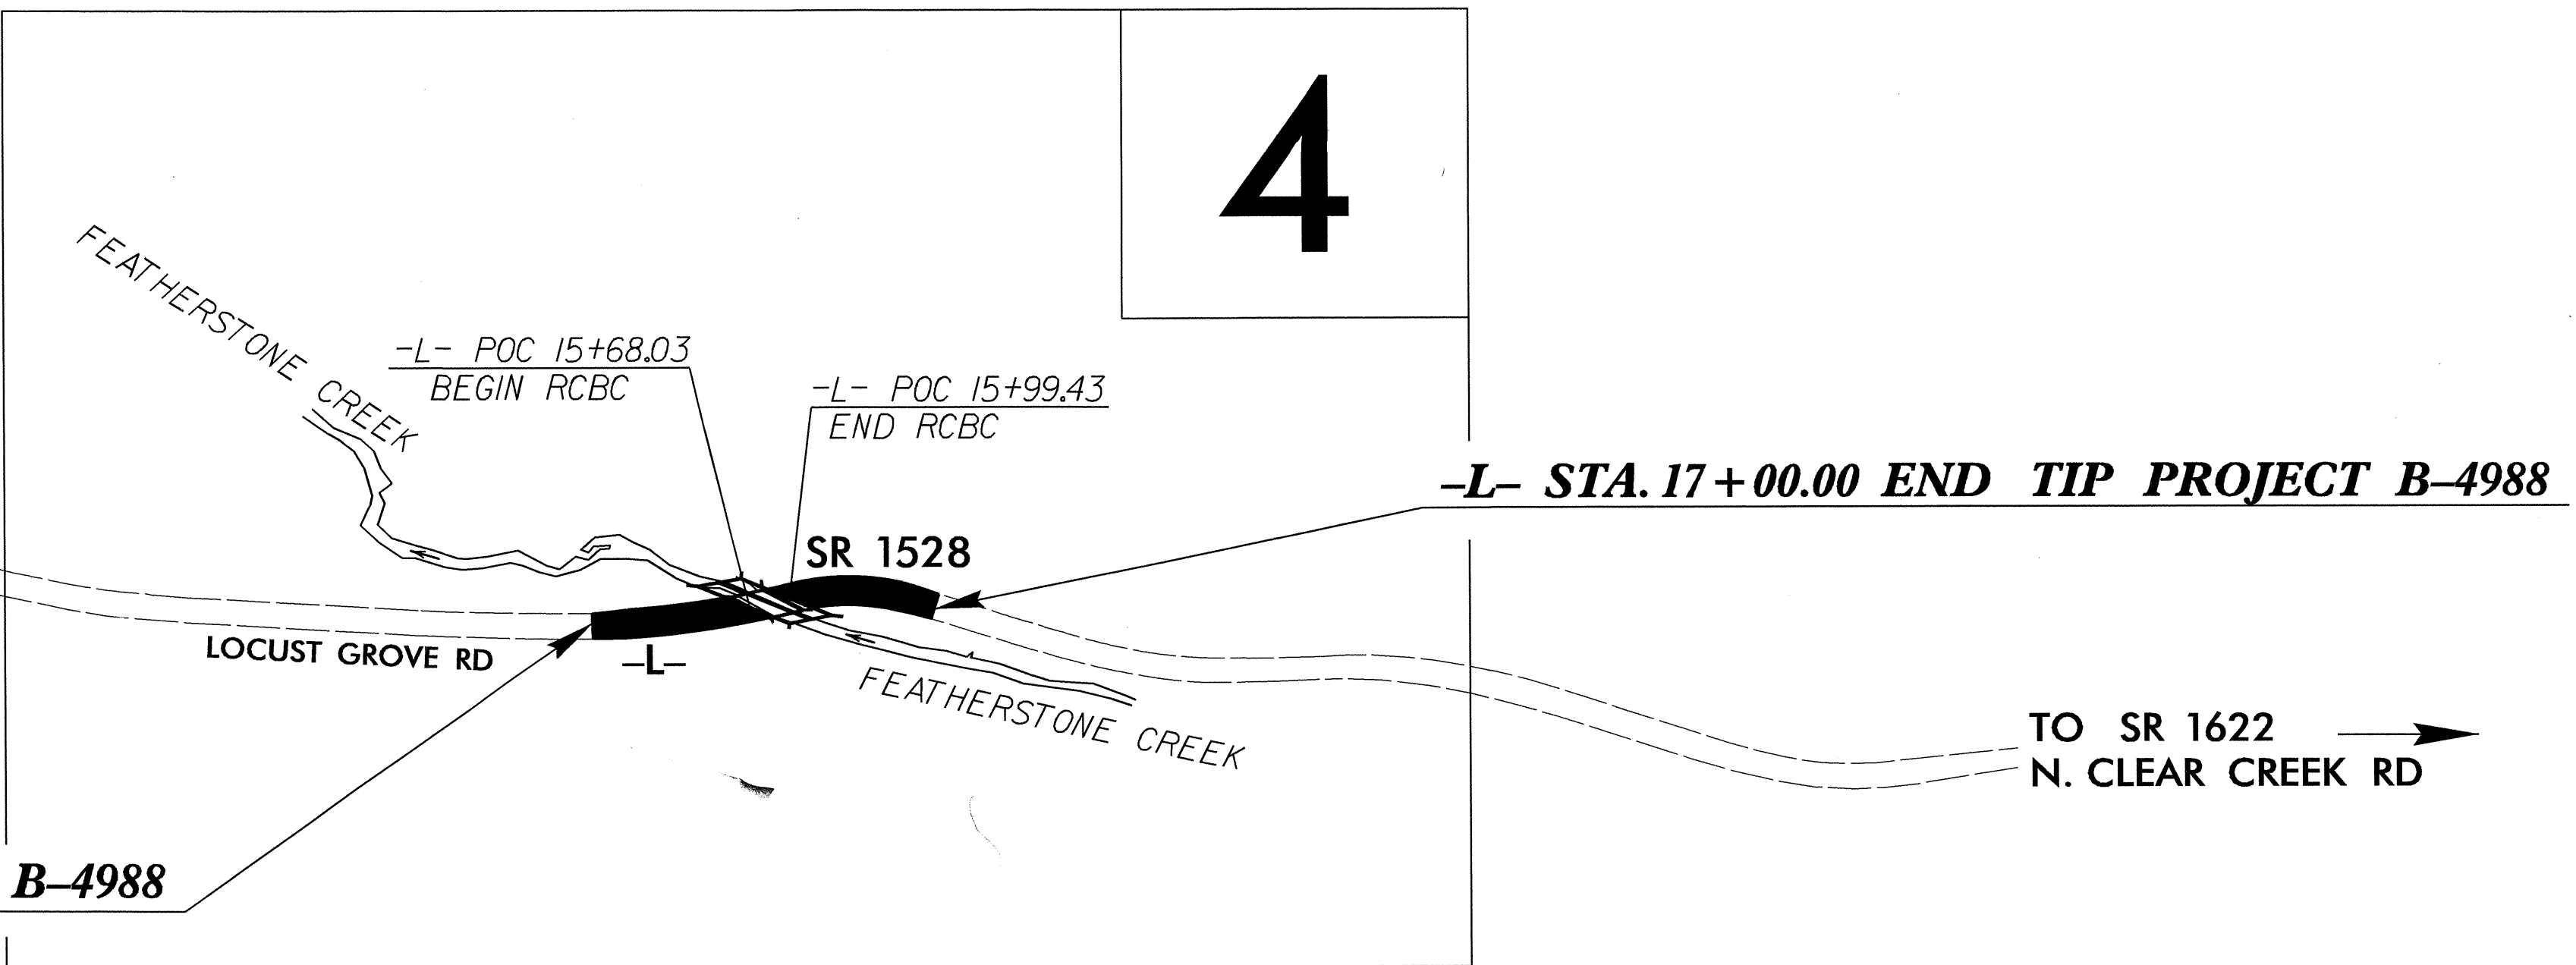 4
FEATHERSTONE CREEK
-L- POC 15+68.03
BEGIN RCBC
-L- POC 15+99.43
END RCBC
-L- STA. 17+00.00 END TIP PROJECT B-4988
SR 1528
LOCUST GROVE RD
-L-
FEATHERSTONE CREEK
TO SR 1622
N. CLEAR CREEK RD
B-4988